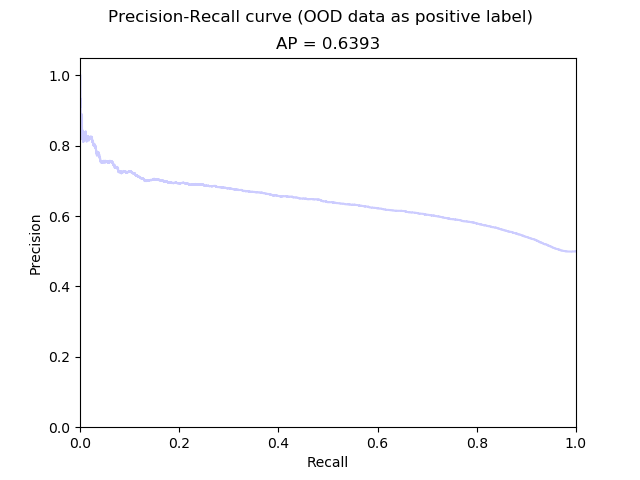 Precision-Recall curve (OOD data as positive label)
AP = 0.6393
1.0
0.8
0.6
0.4
0.2
0.0
Precision
0.0 0.2 0.4 0.6 0.8 1.0
Recall